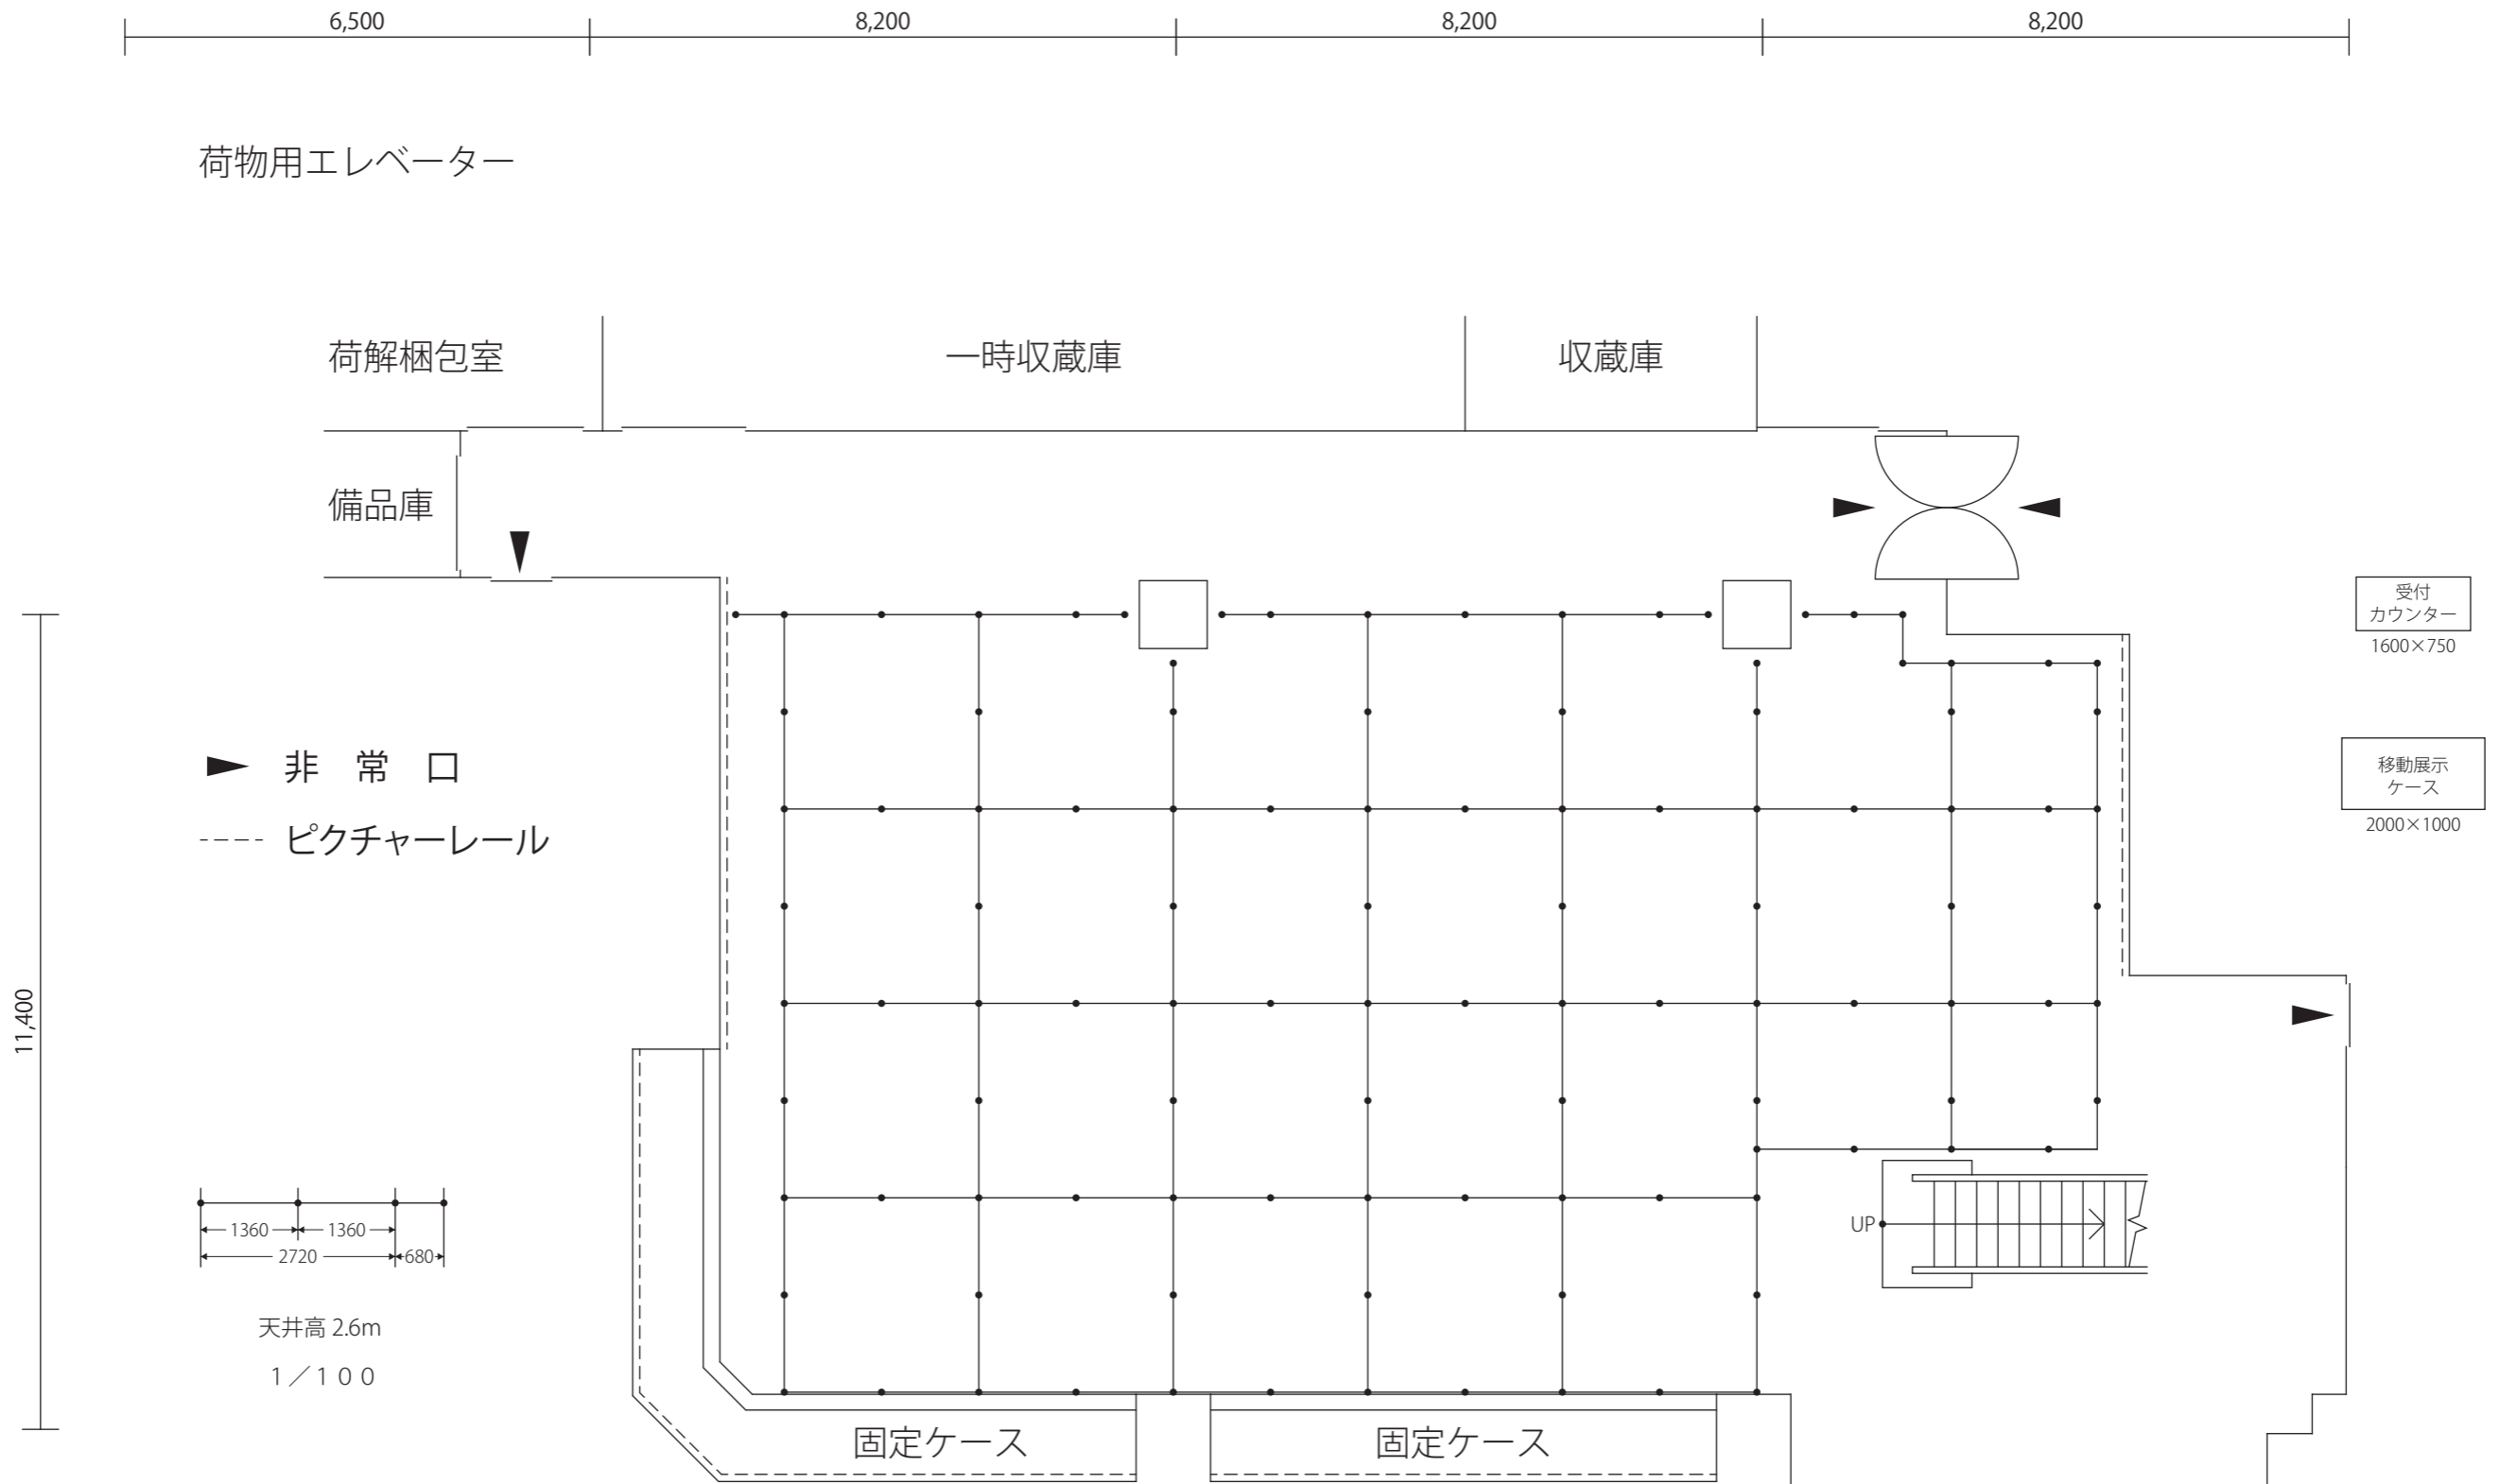 6,500
8,200
8,200
8,200
荷物用エレベーター
荷解梱包室
一時収蔵庫
収蔵庫
備品庫
受付
カウンター
1600×750
非 常 口
移動展示
ケース
2000×1000
ピクチャーレール
11,400
1360
1360
2720
680
UP
天井高 2.6m
1／100
固定ケース
固定ケース